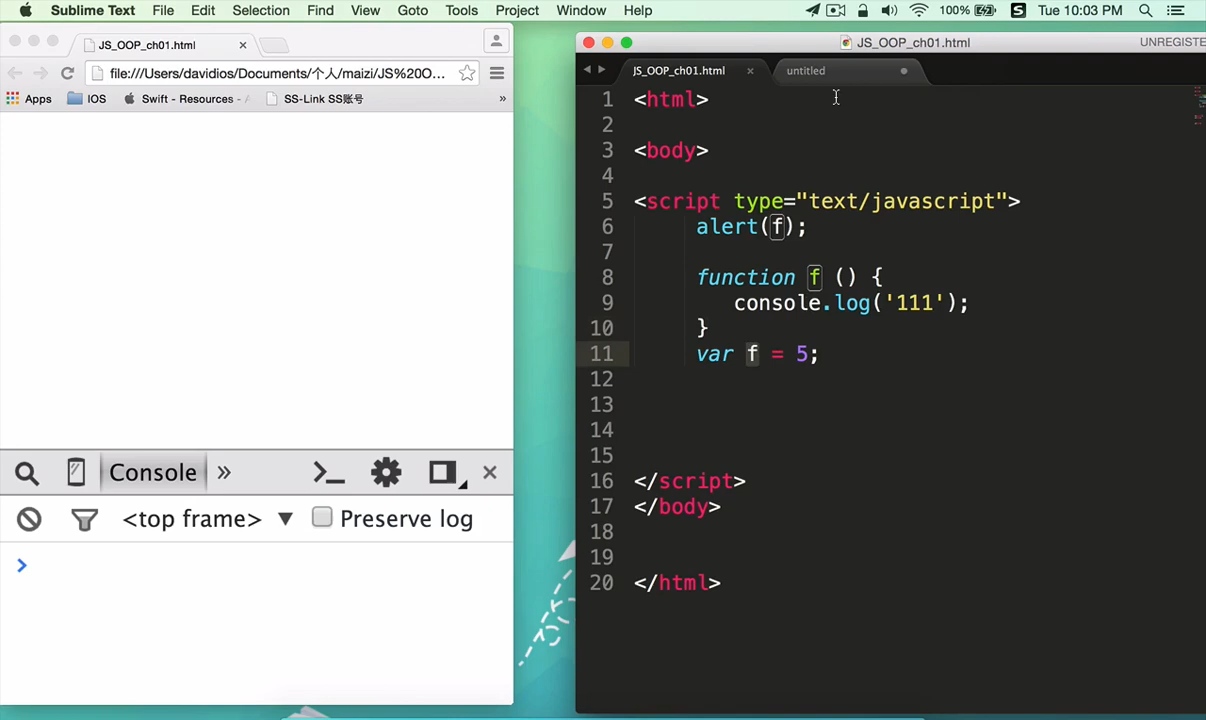 Sublime Text File Edit Selection Find View Goto Tools Project Window Help 100% Tue 10:03 PM
JS_OOP_ch01.html
file:///Users/davidios/Documents/个人/maizi/JS%20O...
Apps IOS Swift - Resources - SS-Link SS账号 »
Console »
<top frame> ▼ Preserve log
>
JS_OOP_ch01.html UNREGISTE
JS_OOP_ch01.html untitled
1 <html>
2
3 <body>
4
5 <script type="text/javascript">
6 alert(f);
7
8 function f () {
9 console.log('111');
10 }
11 var f = 5;
12
13
14
15
16 </script>
17 </body>
18
19
20 </html>